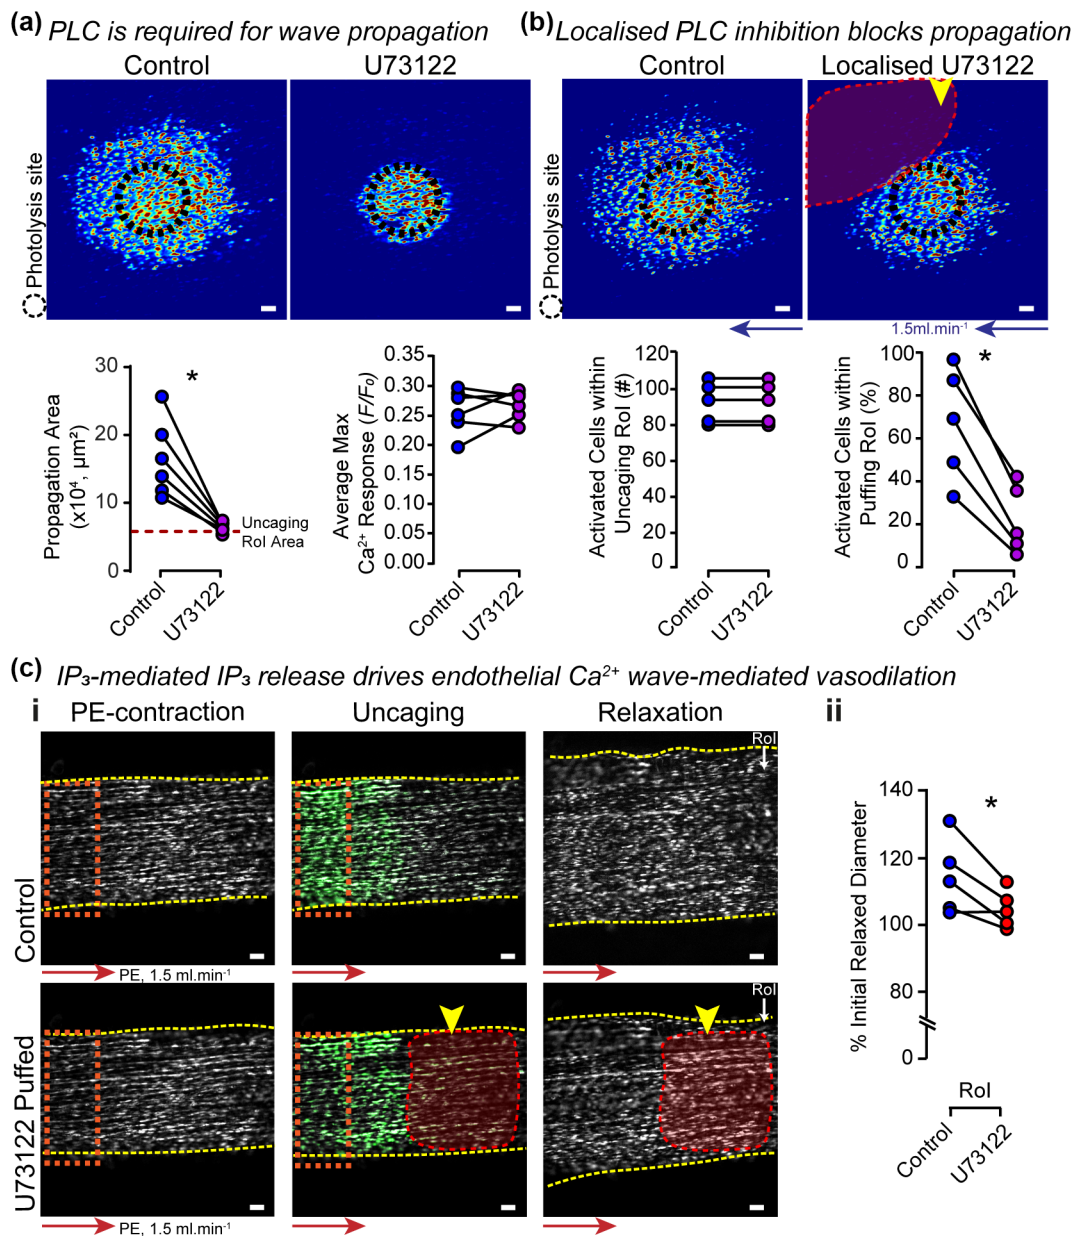 (a) PLC is required for wave propagation
Control U73122
Photolysis site
(b) Localised PLC inhibition blocks propagation
Control Localised U73122
Photolysis site
1.5ml.min⁻¹
Propagation Area
(x10⁴, µm²)
30
20
10
0
*
Uncaging
RoI Area
Control
U73122
Average Max
Ca²⁺ Response (F/F₀)
0.35
0.30
0.25
0.20
0.15
0.10
0.05
0.00
Control
U73122
Activated Cells within
Uncaging RoI (#)
120
100
80
60
40
20
0
Control
U73122
Activated Cells within
Puffing RoI (%)
100
80
60
40
20
0
*
Control
U73122
(c) IP₃-mediated IP₃ release drives endothelial Ca²⁺ wave-mediated vasodilation
i PE-contraction Uncaging Relaxation
Control
RoI
PE, 1.5 ml.min⁻¹
U73122 Puffed
RoI
PE, 1.5 ml.min⁻¹
ii
% Initial Relaxed Diameter
140
120
100
80
0
*
RoI
Control
U73122